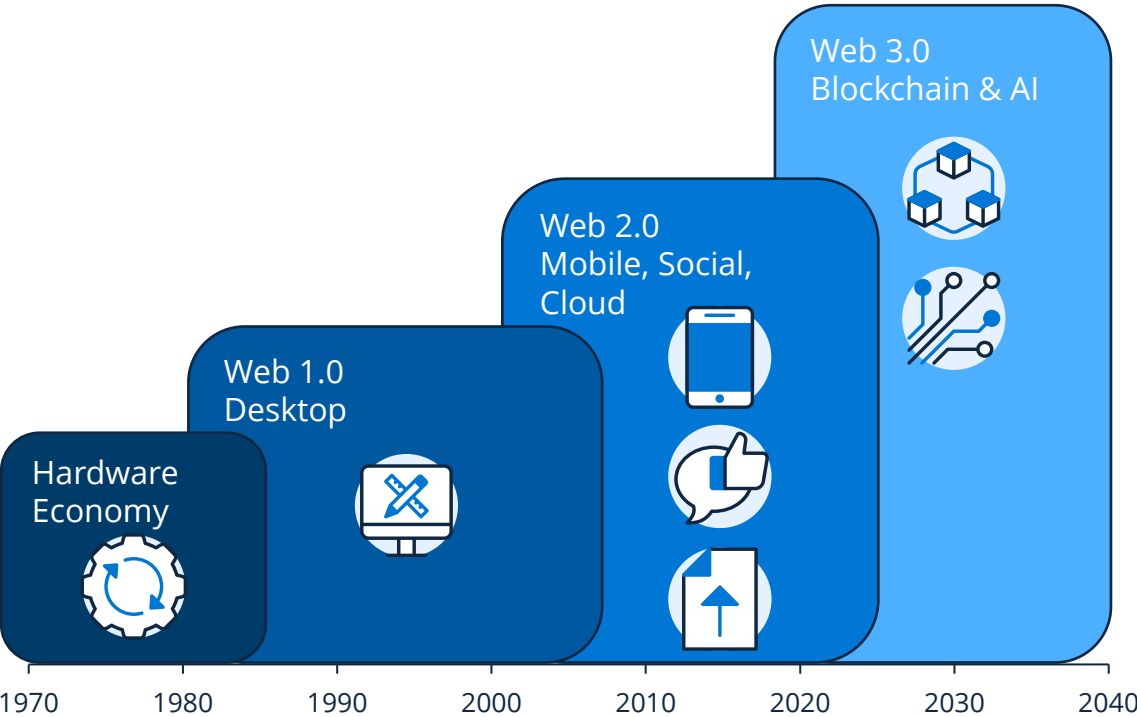 Web 3.0
Blockchain & AI
Web 2.0
Mobile, Social,
Cloud
Web 1.0
Desktop
Hardware
Economy
1970 1980 1990 2000 2010 2020 2030 2040